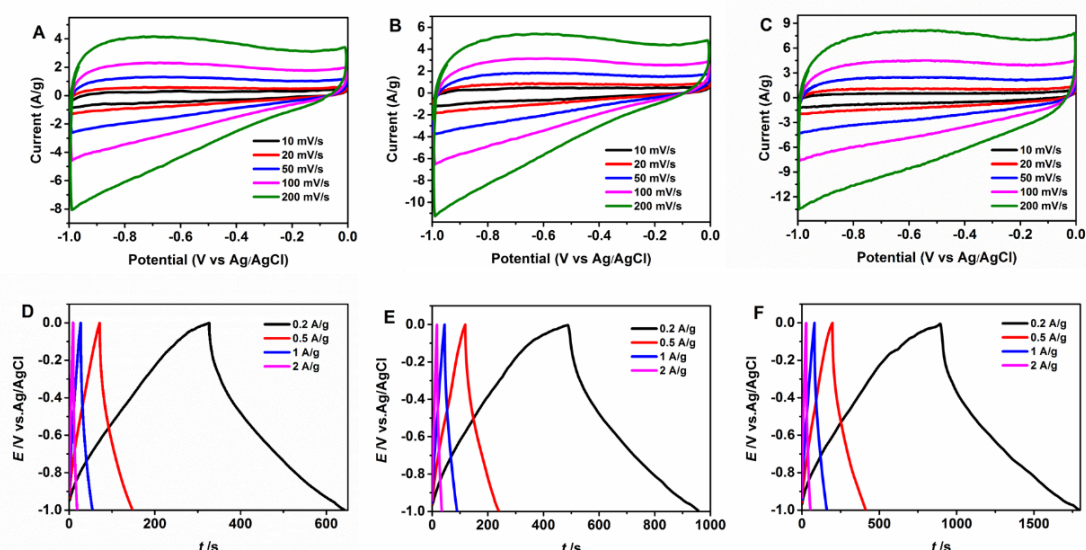 A
Current (A/g)
6
4
2
0
-2
-4
-6
-8
10 mV/s
20 mV/s
50 mV/s
100 mV/s
200 mV/s
-1.0 -0.8 -0.6 -0.4 -0.2 0.0
Potential (V vs Ag/AgCl)
B
Current (A/g)
6
4
2
0
-2
-4
-6
-8
-10
10 mV/s
20 mV/s
50 mV/s
100 mV/s
200 mV/s
-1.0 -0.8 -0.6 -0.4 -0.2 0.0
Potential (V vs Ag/AgCl)
C
Current (A/g)
9
6
3
0
-3
-6
-9
-12
10 mV/s
20 mV/s
50 mV/s
100 mV/s
200 mV/s
-1.0 -0.8 -0.6 -0.4 -0.2 0.0
Potential (V vs Ag/AgCl)
D
E /V vs.Ag/AgCl
0.0
-0.2
-0.4
-0.6
-0.8
-1.0
0.2 A/g
0.5 A/g
1 A/g
2 A/g
0 200 400 600
t /s
E
E /V vs.Ag/AgCl
0.0
-0.2
-0.4
-0.6
-0.8
-1.0
0.2 A/g
0.5 A/g
1 A/g
2 A/g
0 200 400 600 800 1000
t /s
F
E /V vs.Ag/AgCl
0.0
-0.2
-0.4
-0.6
-0.8
-1.0
0.2 A/g
0.5 A/g
1 A/g
2 A/g
0 500 1000 1500
t /s